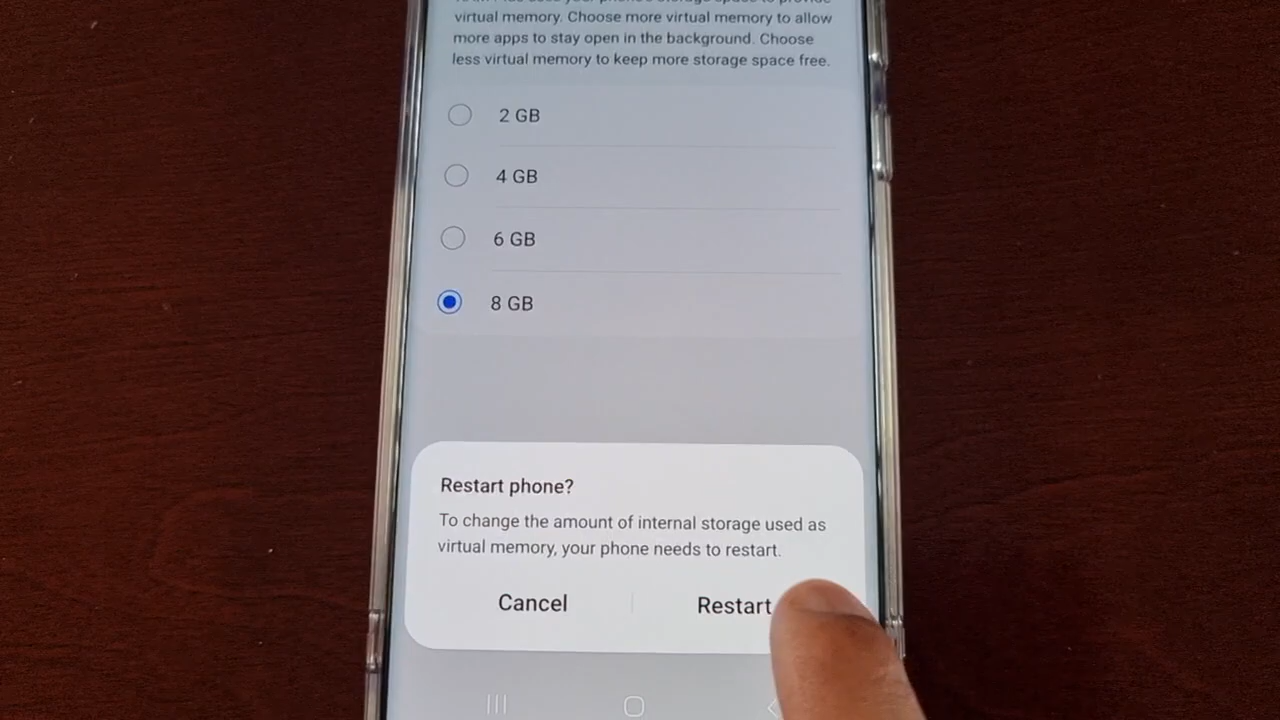 virtual memory. Choose more virtual memory to allow
more apps to stay open in the background. Choose
less virtual memory to keep more storage space free.
2 GB
4 GB
6 GB
8 GB
Restart phone?
To change the amount of internal storage used as
virtual memory, your phone needs to restart.
Cancel
Restart